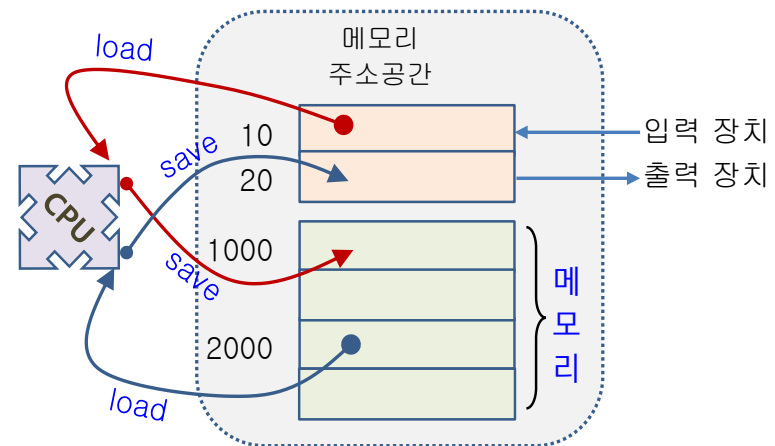 메모리
주소공간
load
10
입력 장치
save
20
출력 장치
CPU
1000
save
메
모
리
2000
load